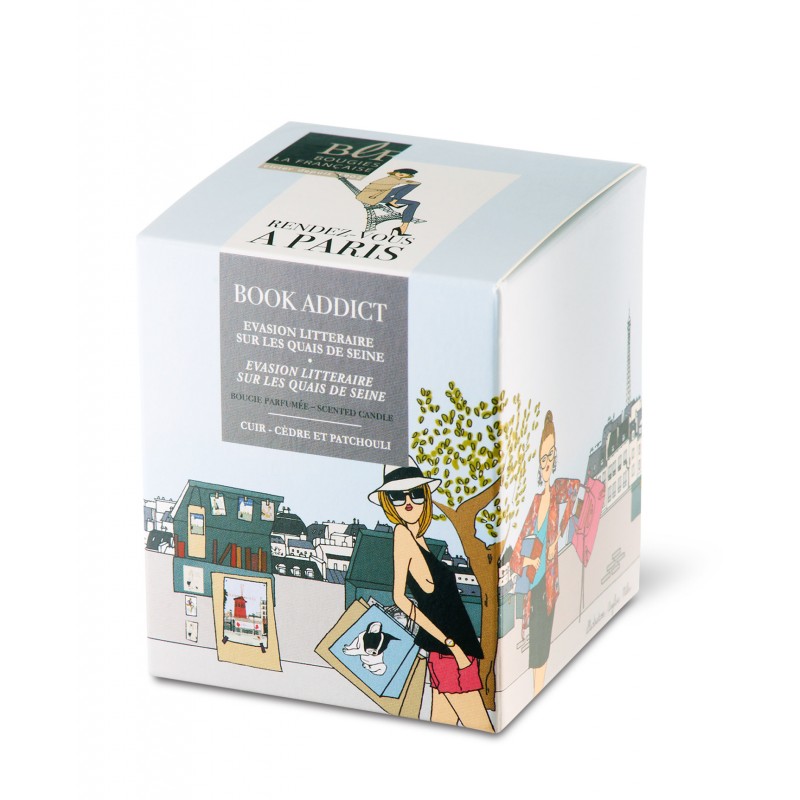 BLF
BOUGIES
LA FRANÇAISE
RENDEZ-VOUS
A PARIS
BOOK ADDICT
EVASION LITTERAIRE
SUR LES QUAIS DE SEINE
•
EVASION LITTERAIRE
SUR LES QUAIS DE SEINE
BOUGIE PARFUMÉE – SCENTED CANDLE
CUIR - CÈDRE ET PATCHOULI